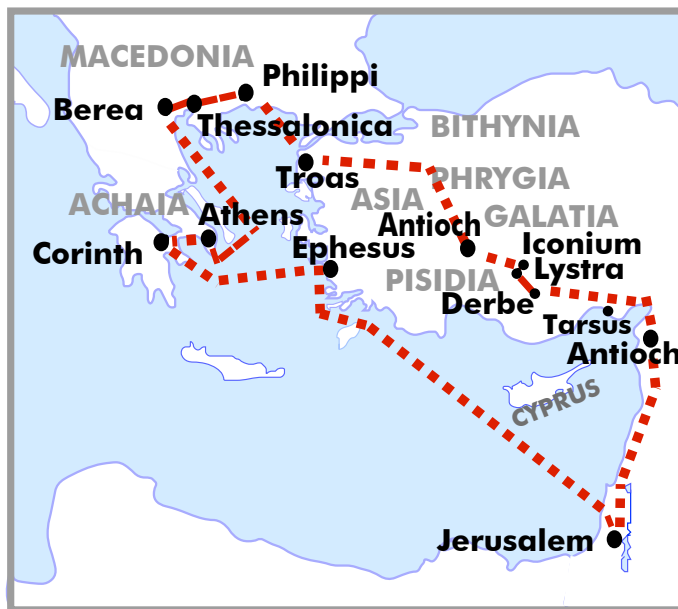 MACEDONIA
Philippi
Berea
Thessalonica
BITHYNIA
Troas
PHRYGIA
ASIA
ACHAIA
Athens
Antioch
GALATIA
Corinth
Ephesus
Iconium
Lystra
PISIDIA
Derbe
Tarsus
Antioch
CYPRUS
Jerusalem